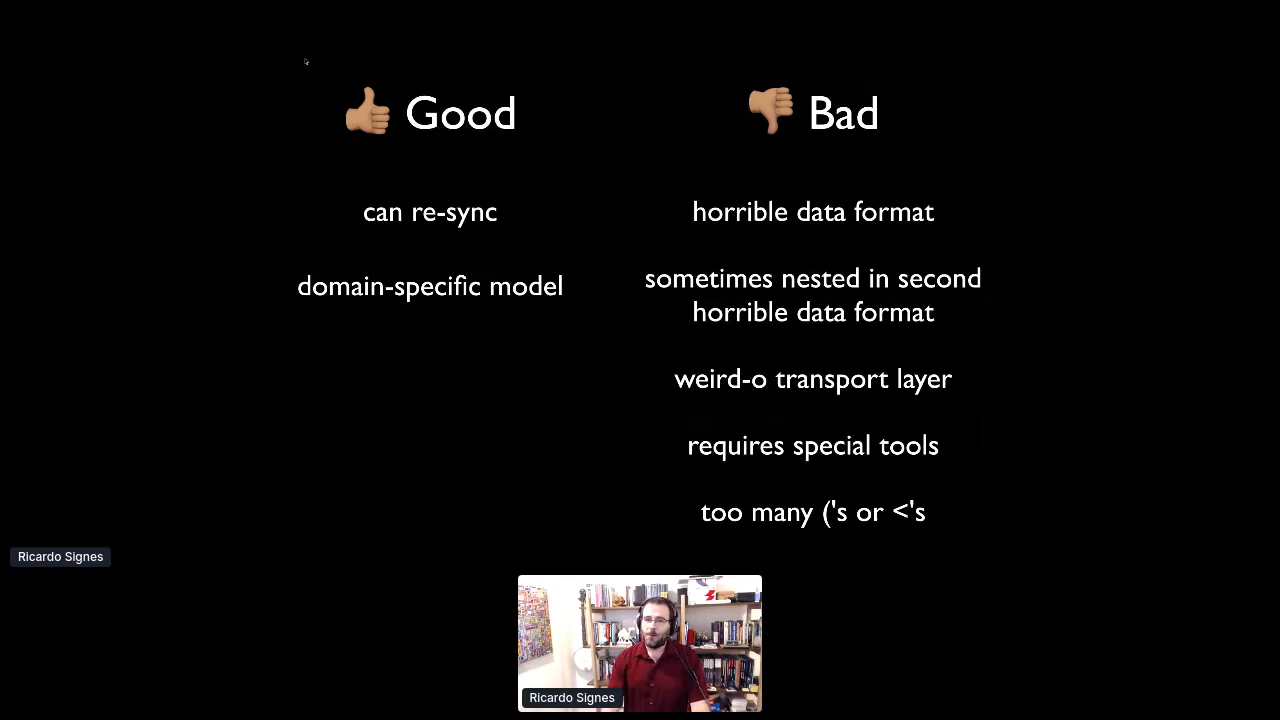 👍🏽 Good
can re-sync
domain-specific model
👎🏽 Bad
horrible data format
sometimes nested in second
horrible data format
weird-o transport layer
requires special tools
too many ('s or <'s
Ricardo Signes
Ricardo Signes